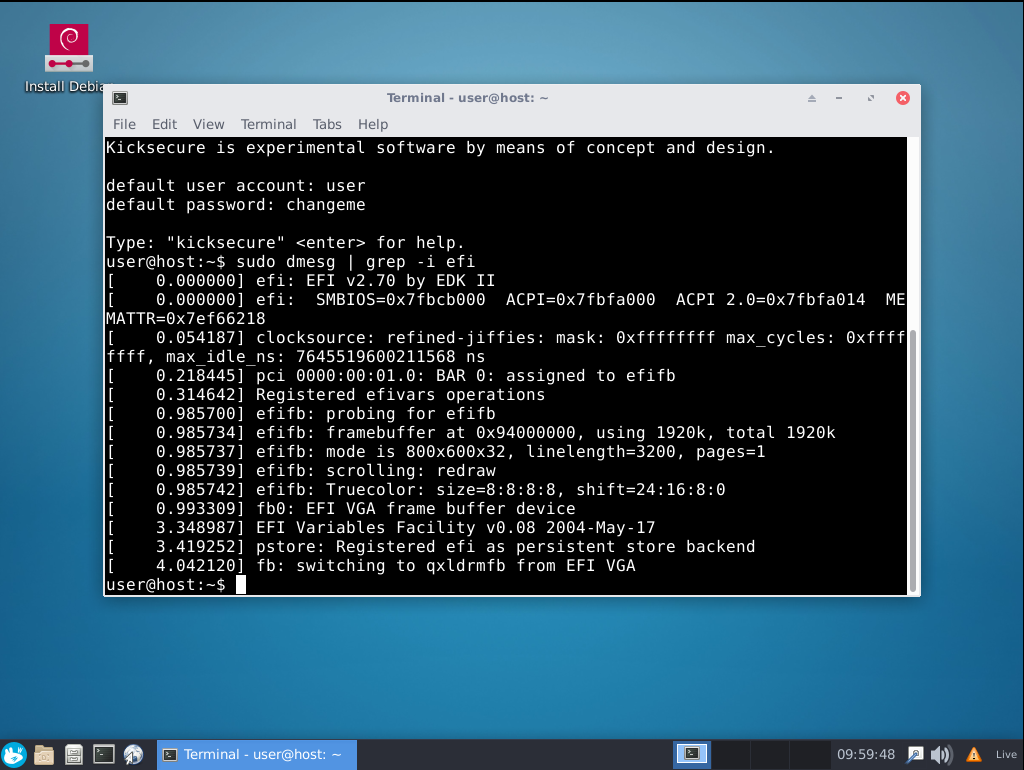 Install Debia
Terminal - user@host: ~
File Edit View Terminal Tabs Help
Kicksecure is experimental software by means of concept and design.
default user account: user
default password: changeme
Type: "kicksecure" <enter> for help.
user@host:~$ sudo dmesg | grep -i efi
[    0.000000] efi: EFI v2.70 by EDK II
[    0.000000] efi:  SMBIOS=0x7fbcb000  ACPI=0x7fbfa000  ACPI 2.0=0x7fbfa014  ME
MATTR=0x7ef66218
[    0.054187] clocksource: refined-jiffies: mask: 0xffffffff max_cycles: 0xffff
ffff, max_idle_ns: 7645519600211568 ns
[    0.218445] pci 0000:00:01.0: BAR 0: assigned to efifb
[    0.314642] Registered efivars operations
[    0.985700] efifb: probing for efifb
[    0.985734] efifb: framebuffer at 0x94000000, using 1920k, total 1920k
[    0.985737] efifb: mode is 800x600x32, linelength=3200, pages=1
[    0.985739] efifb: scrolling: redraw
[    0.985742] efifb: Truecolor: size=8:8:8:8, shift=24:16:8:0
[    0.993309] fb0: EFI VGA frame buffer device
[    3.348987] EFI Variables Facility v0.08 2004-May-17
[    3.419252] pstore: Registered efi as persistent store backend
[    4.042120] fb: switching to qxldrmfb from EFI VGA
user@host:~$
Terminal - user@host: ~
09:59:48
Live